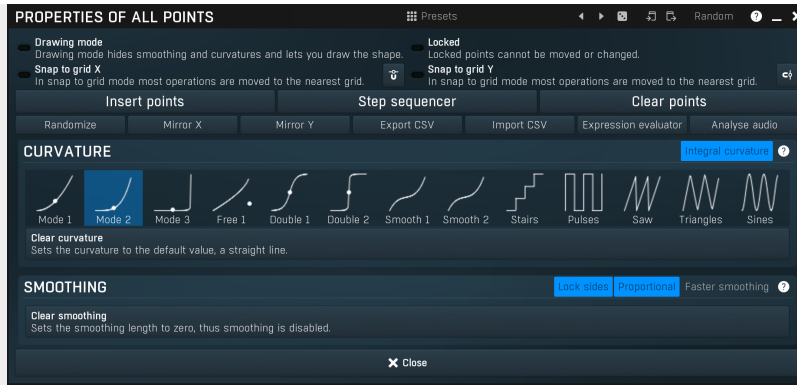 PROPERTIES OF ALL POINTS
Presets
Random
?
Drawing mode
Drawing mode hides smoothing and curvatures and lets you draw the shape.
Locked
Locked points cannot be moved or changed.
Snap to grid X
In snap to grid mode most operations are moved to the nearest grid.
Snap to grid Y
In snap to grid mode most operations are moved to the nearest grid.
Insert points
Step sequencer
Clear points
Randomize
Mirror X
Mirror Y
Export CSV
Import CSV
Expression evaluator
Analyse audio
CURVATURE
Integral curvature
?
Mode 1
Mode 2
Mode 3
Free 1
Double 1
Double 2
Smooth 1
Smooth 2
Stairs
Pulses
Saw
Triangles
Sines
Clear curvature
Sets the curvature to the default value, a straight line.
SMOOTHING
Lock sides
Proportional
Faster smoothing
?
Clear smoothing
Sets the smoothing length to zero, thus smoothing is disabled.
Close